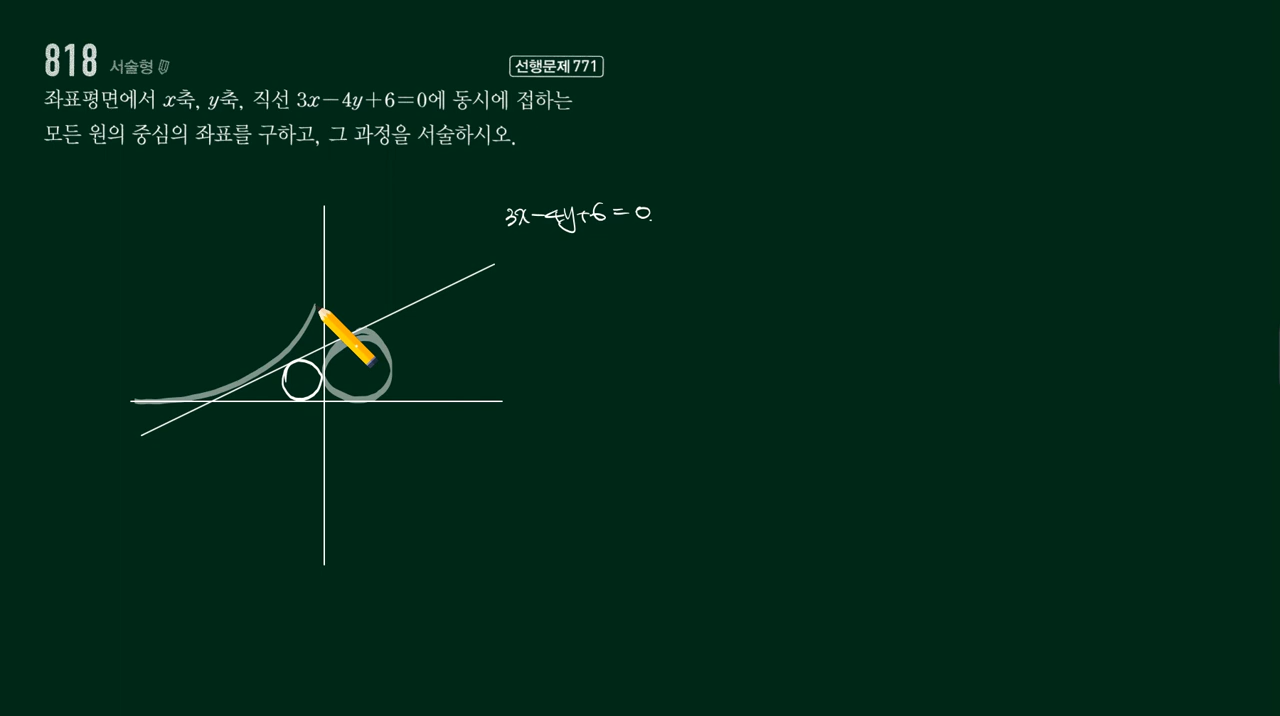 818 서술형 선행문제 771
좌표평면에서 x축, y축, 직선 3x−4y+6=0에 동시에 접하는
모든 원의 중심의 좌표를 구하고, 그 과정을 서술하시오.
3x−4y+6=0.